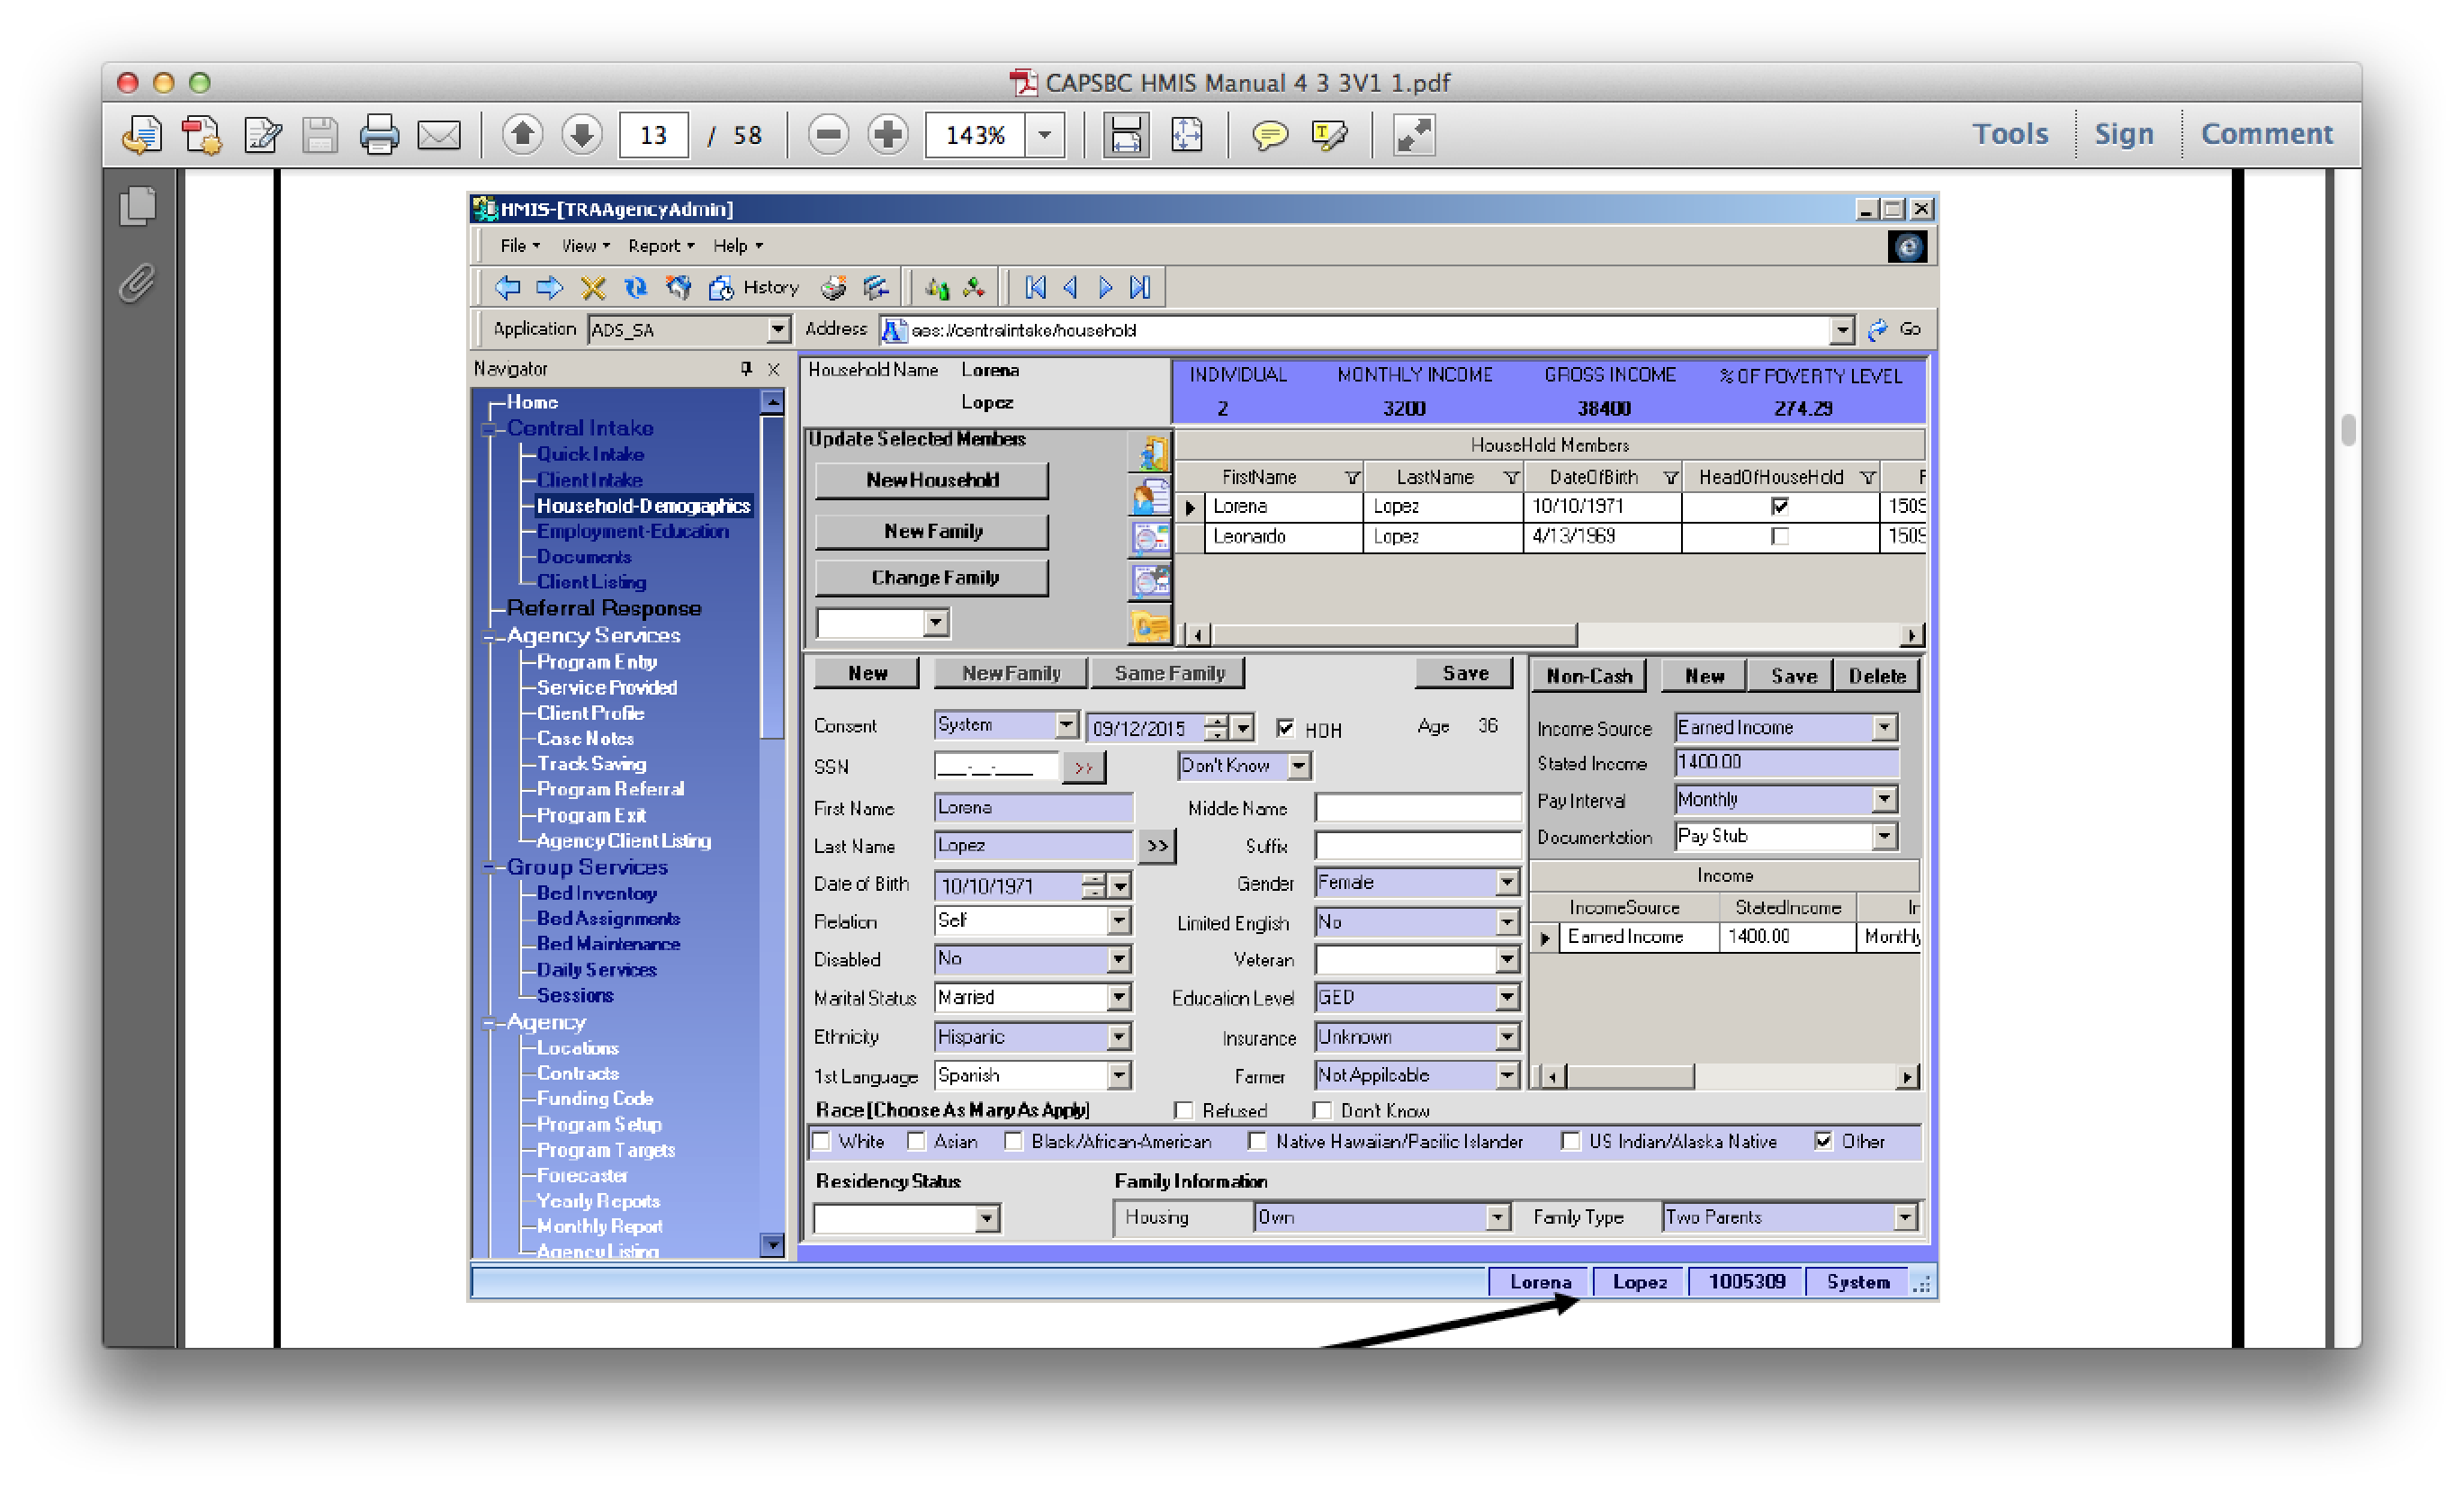 CAPSBC HMIS Manual 4 3 3V1 1.pdf
13 / 58 143% Tools Sign Comment
HMIS-[TRAAgencyAdmin]
File View Report Help
History
Application ADS_SA Address aes://centralintake/household Go
Navigator
Home
Central Intake
Quick Intake
Client Intake
Household-Demographics
Employment-Education
Documents
Client Listing
Referral Response
Agency Services
Program Entry
Service Provided
Client Profile
Case Notes
Track Saving
Program Referral
Program Exit
Agency Client Listing
Group Services
Bed Inventory
Bed Assignments
Bed Maintenance
Daily Services
Sessions
Agency
Locations
Contracts
Funding Code
Program Setup
Program Targets
Forecaster
Yearly Reports
Monthly Report
Agency Listing
Household Name Lorena
Lopez
INDIVIDUAL MONTHLY INCOME GROSS INCOME % OF POVERTY LEVEL
2 3200 38400 274.29
Update Selected Members
New Household
New Family
Change Family
HouseHold Members
FirstName LastName DateOfBirth HeadOfHouseHold F
Lorena Lopez 10/10/1971 1509
Leonardo Lopez 4/13/1969 1509
New New Family Same Family Save
Consent System 09/12/2015 HOH Age 36
SSN ___-__-____ >> Don't Know
First Name Lorena Middle Name
Last Name Lopez >> Suffix
Date of Birth 10/10/1971 Gender Female
Relation Self Limited English No
Disabled No Veteran
Marital Status Married Education Level GED
Ethnicity Hispanic Insurance Unknown
1st Language Spanish Farmer Not Appilcable
Non-Cash New Save Delete
Income Source Earned Income
Stated Income 1400.00
Pay Interval Monthly
Documentation Pay Stub
Income
IncomeSource StatedIncome Ir
Earned Income 1400.00 Monthly
Race [Choose As Many As Apply] Refused Don't Know
White Asian Black/African-American Native Hawaiian/Pacific Islander US Indian/Alaska Native Other
Residency Status Family Information
Housing Own Family Type Two Parents
Lorena Lopez 1005309 System